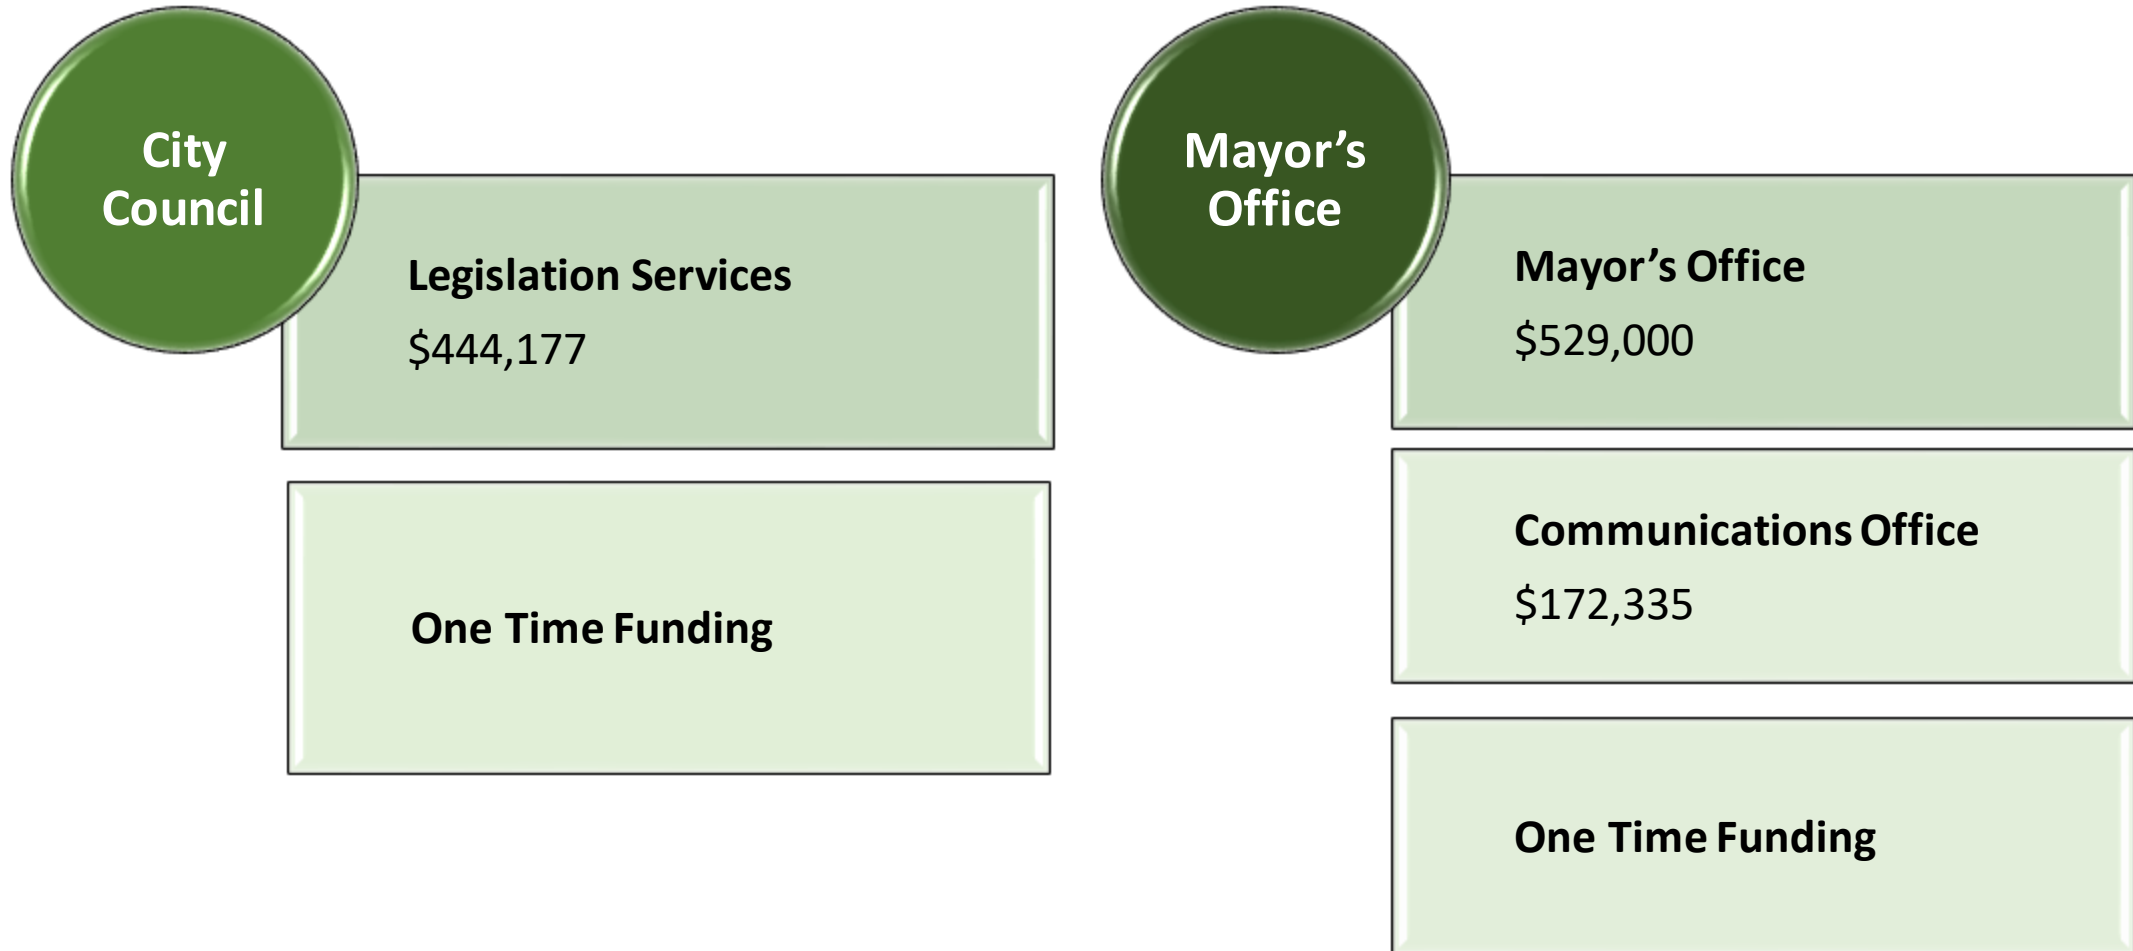 City
Council
Legislation Services
$444,177
One Time Funding
Mayor’s
Office
Mayor’s Office
$529,000
Communications Office
$172,335
One Time Funding